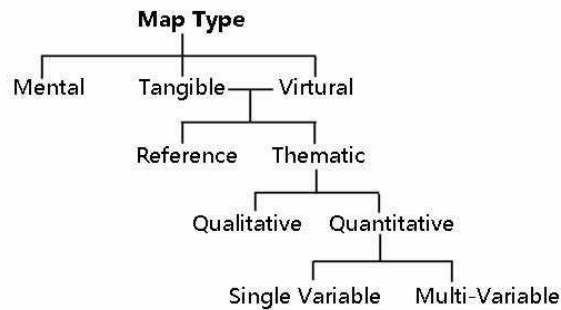 Map Type
Mental Tangible Virtural
Reference Thematic
Qualitative Quantitative
Single Variable Multi-Variable